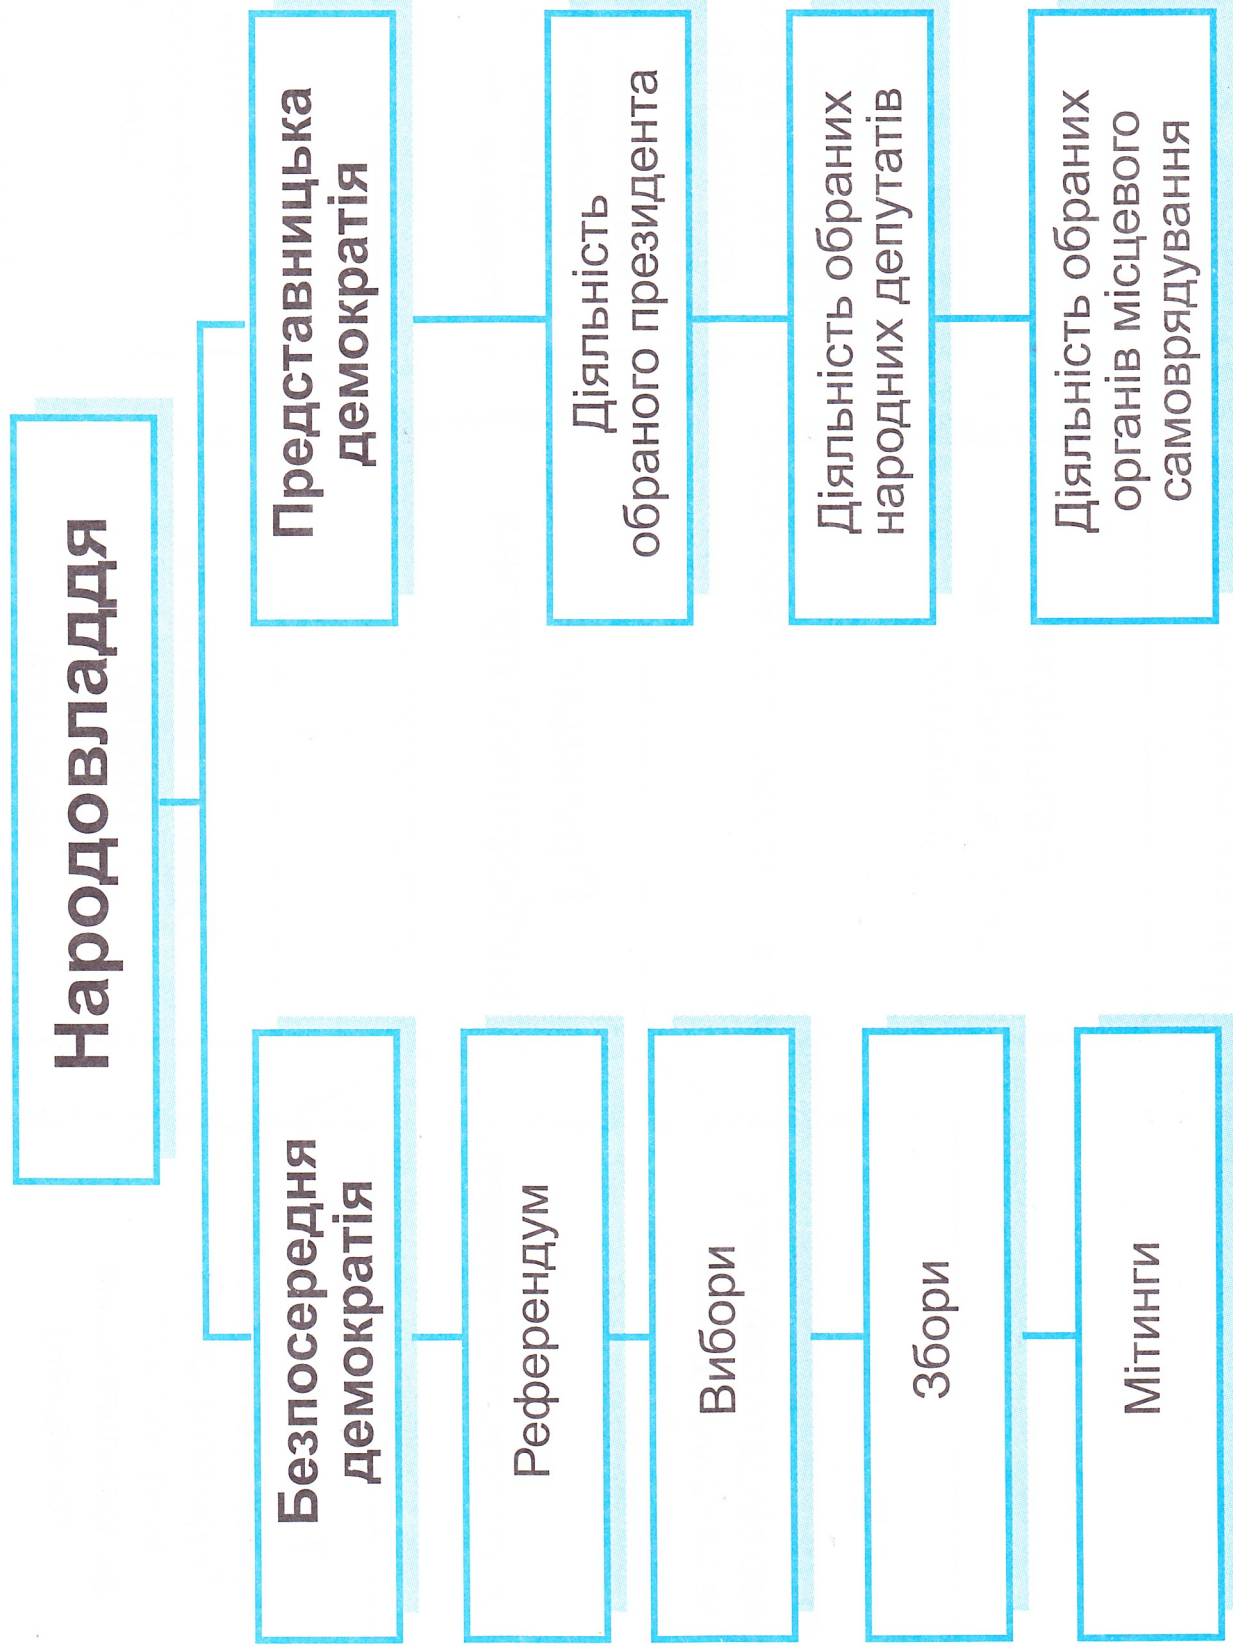 Народовладдя
Безпосередня
демократія
Референдум
Вибори
Збори
Мітинги
Представницька
демократія
Діяльність
обраного президента
Діяльність обраних
народних депутатів
Діяльність обраних
органів місцевого
самоврядування